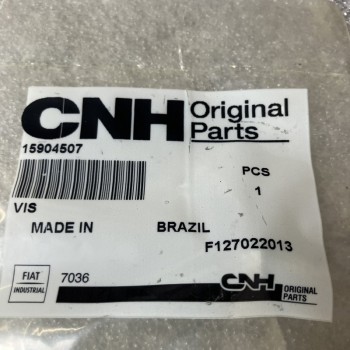 CNH Original Parts
15904507
PCS
1
VIS
MADE IN BRAZIL
F127022013
FIAT
INDUSTRIAL
7036
CNH ORIGINAL
PARTS